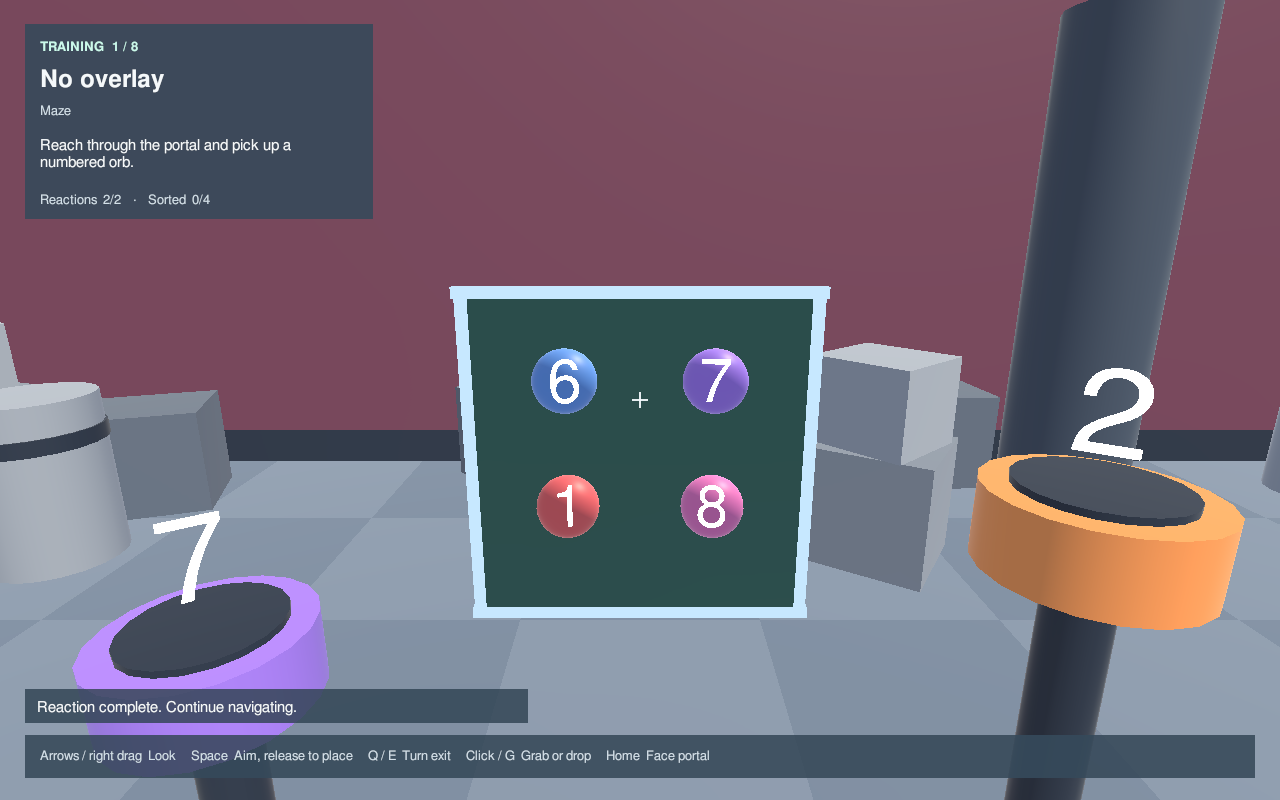 TRAINING 1 / 8
No overlay
Maze
Reach through the portal and pick up a
numbered orb.
Reactions 2/2 · Sorted 0/4
6 7
1 8
2
7
Reaction complete. Continue navigating.
Arrows / right drag Look Space Aim, release to place Q / E Turn exit Click / G Grab or drop Home Face portal